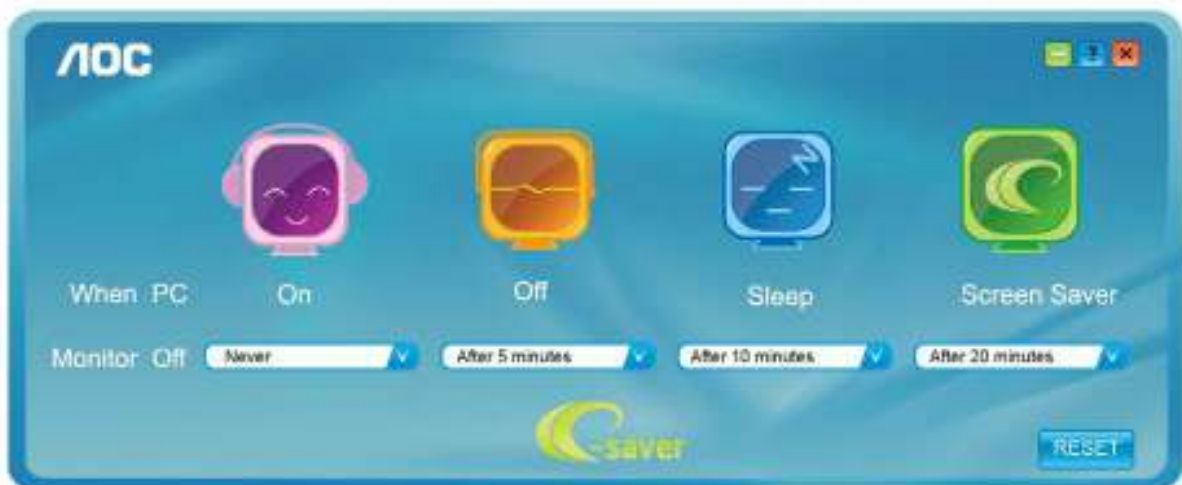 AOC
?
When PC On Off Sleep Screen Saver
Monitor Off Never After 5 minutes After 10 minutes After 20 minutes
e-saver
RESET